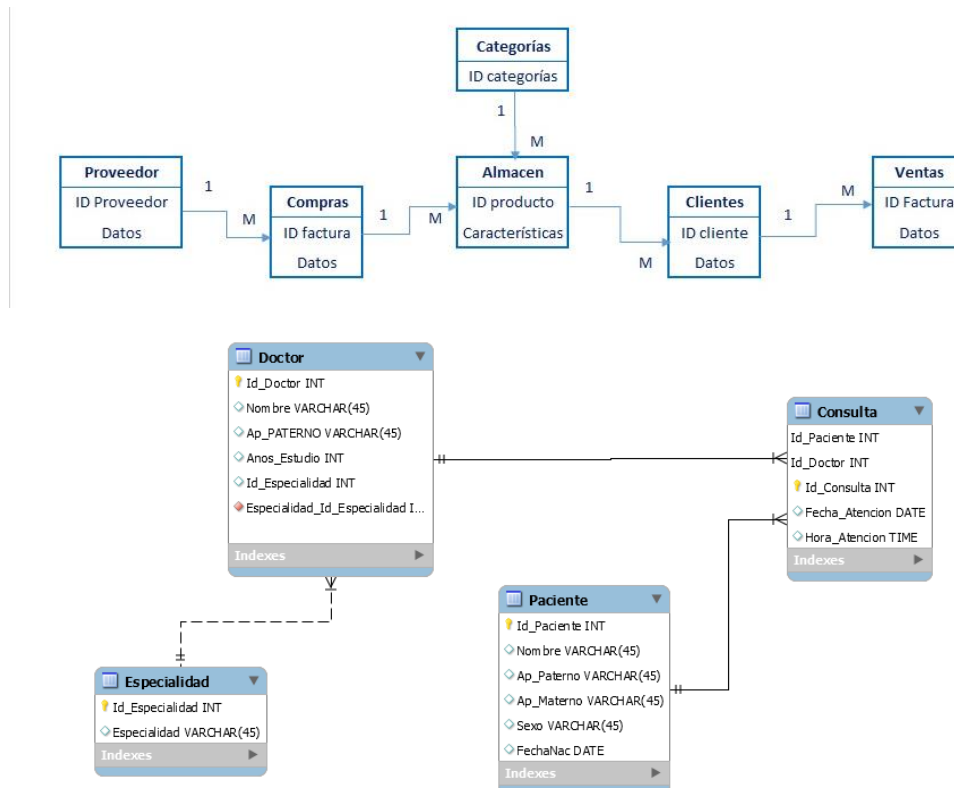 Categorías
ID categorías
1
M
Proveedor
ID Proveedor
Datos
1
M
Compras
ID factura
Datos
1
M
Almacen
ID producto
Características
1
M
Clientes
ID cliente
Datos
1
M
Ventas
ID Factura
Datos
Doctor
Id_Doctor INT
Nombre VARCHAR(45)
Ap_PATERNO VARCHAR(45)
Anos_Estudio INT
Id_Especialidad INT
Especialidad_Id_Especialidad I...
Indexes
Consulta
Id_Paciente INT
Id_Doctor INT
Id_Consulta INT
Fecha_Atencion DATE
Hora_Atencion TIME
Indexes
Paciente
Id_Paciente INT
Nombre VARCHAR(45)
Ap_Paterno VARCHAR(45)
Ap_Materno VARCHAR(45)
Sexo VARCHAR(45)
FechaNac DATE
Indexes
Especialidad
Id_Especialidad INT
Especialidad VARCHAR(45)
Indexes